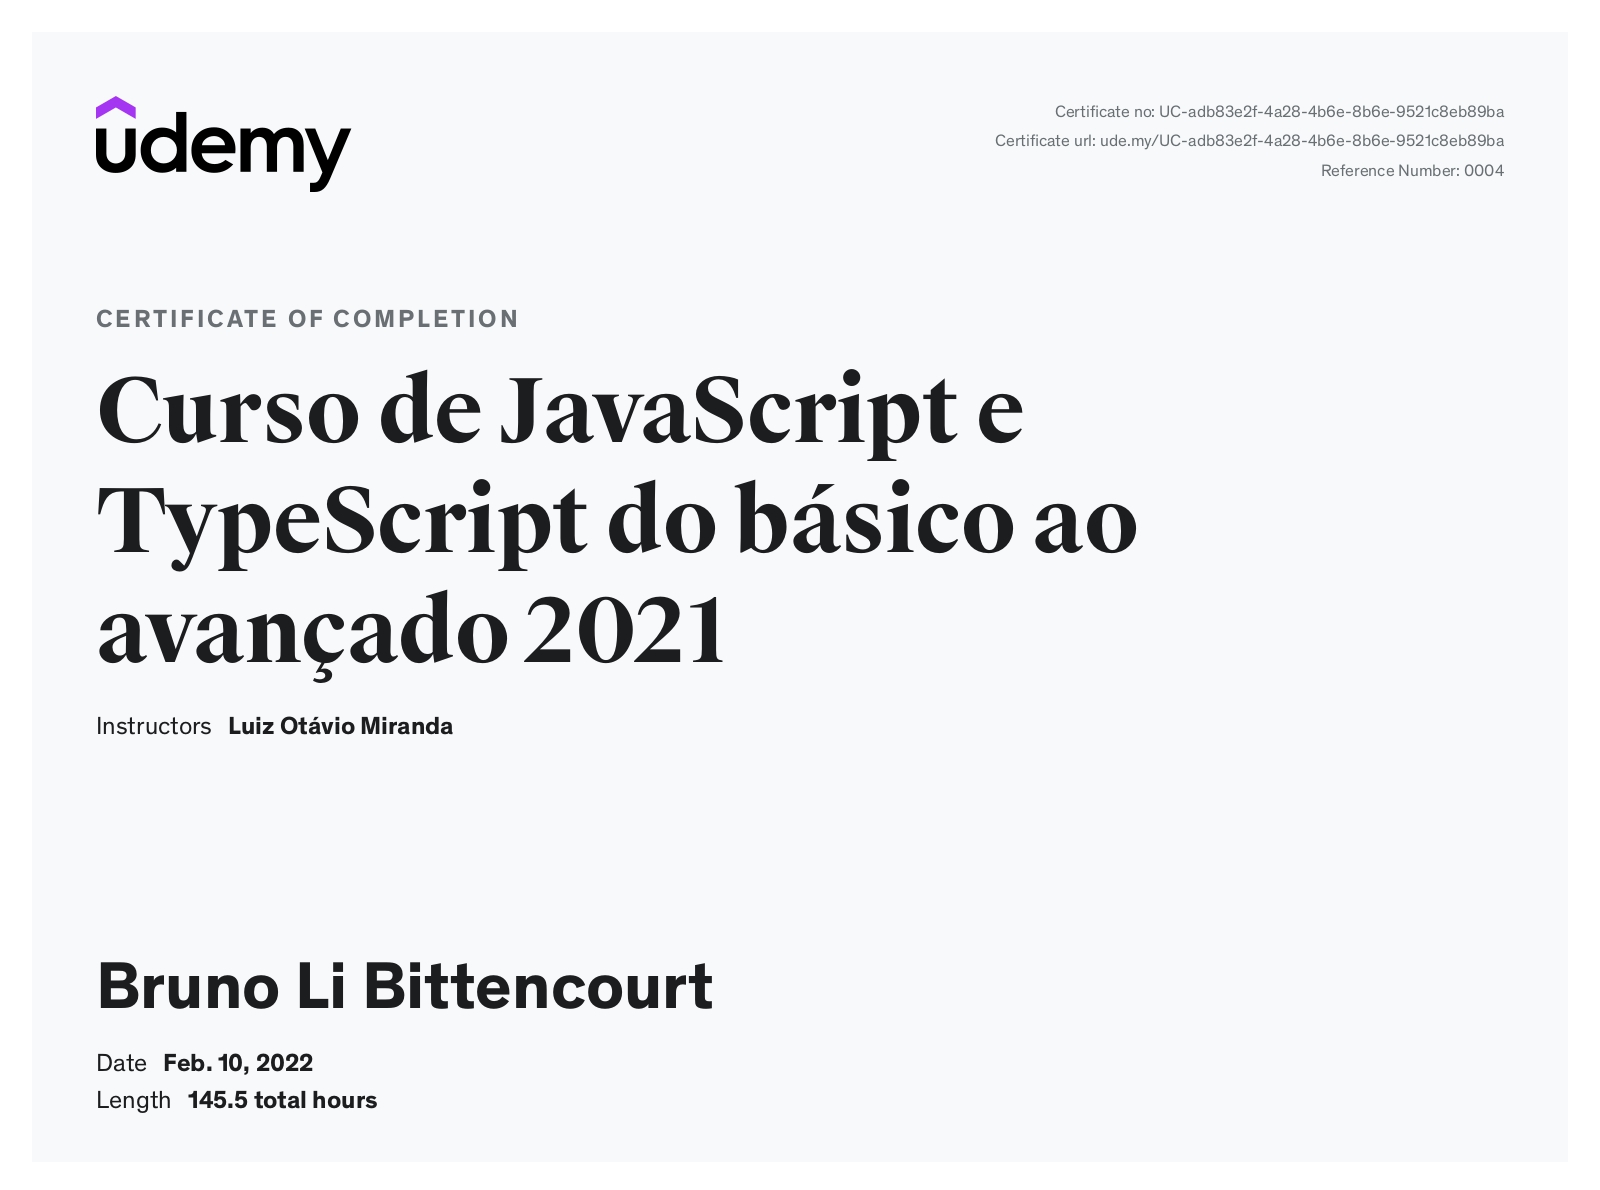 udemy
Certificate no: UC-adb83e2f-4a28-4b6e-8b6e-9521c8eb89ba
Certificate url: ude.my/UC-adb83e2f-4a28-4b6e-8b6e-9521c8eb89ba
Reference Number: 0004
CERTIFICATE OF COMPLETION
Curso de JavaScript e
TypeScript do básico ao
avançado 2021
Instructors Luiz Otávio Miranda
Bruno Li Bittencourt
Date Feb. 10, 2022
Length 145.5 total hours